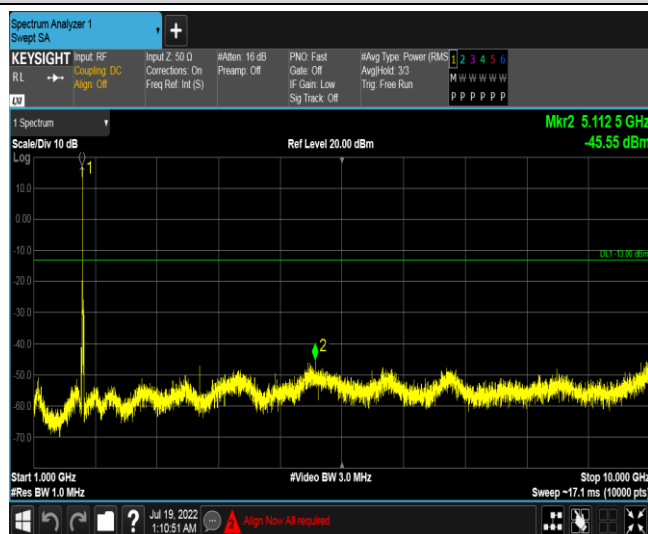 Spectrum Analyzer 1
Swept SA
KEYSIGHT
RL
LXI
Input: RF
Coupling: DC
Align: Off
Input Z: 50 Ω
Corrections: On
Freq Ref: Int (S)
#Atten: 16 dB
Preamp: Off
PNO: Fast
Gate: Off
IF Gain: Low
Sig Track: Off
#Avg Type: Power (RMS
Avg|Hold: 3/3
Trig: Free Run
1 2 3 4 5 6
M W W W W W
P P P P P P
1 Spectrum
Mkr2 5.112 5 GHz
-45.55 dBm
Scale/Div 10 dB
Ref Level 20.00 dBm
Log
1
10.0
0.00
-10.0
DL1 -13.00 dBm
-20.0
-30.0
-40.0
2
-50.0
-60.0
-70.0
Start 1.000 GHz
#Video BW 3.0 MHz
Stop 10.000 GHz
#Res BW 1.0 MHz
Sweep ~17.1 ms (10000 pts)
?
Jul 19, 2022
1:10:51 AM
2
Align Now All required